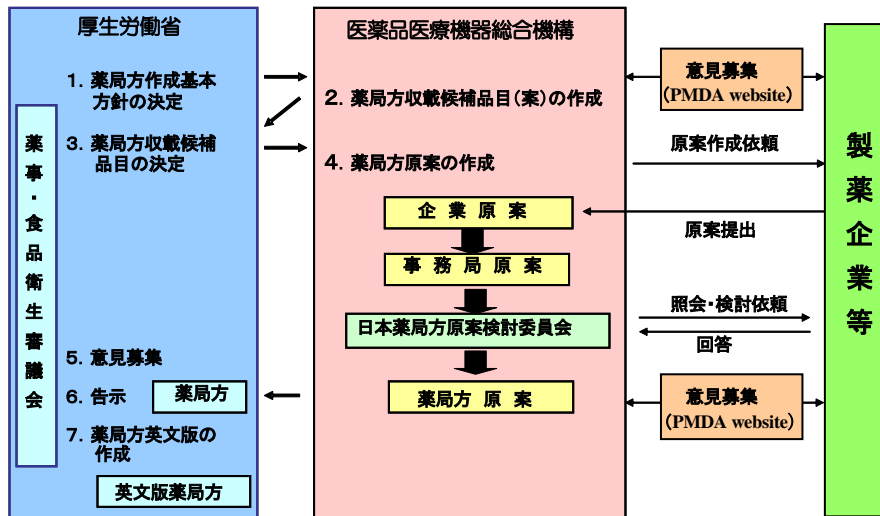 厚生労働省
1. 薬局方作成基本
方針の決定
3. 薬局方収載候補
品目の決定
薬事・食品衛生審議会
5. 意見募集
6. 告示
薬局方
7. 薬局方英文版の
作成
英文版薬局方
医薬品医療機器総合機構
2. 薬局方収載候補品目(案)の作成
4. 薬局方原案の作成
企業原案
事務局原案
日本薬局方原案検討委員会
薬局方原案
意見募集
(PMDA website)
原案作成依頼
原案提出
照会・検討依頼
回答
意見募集
(PMDA website)
製薬企業等